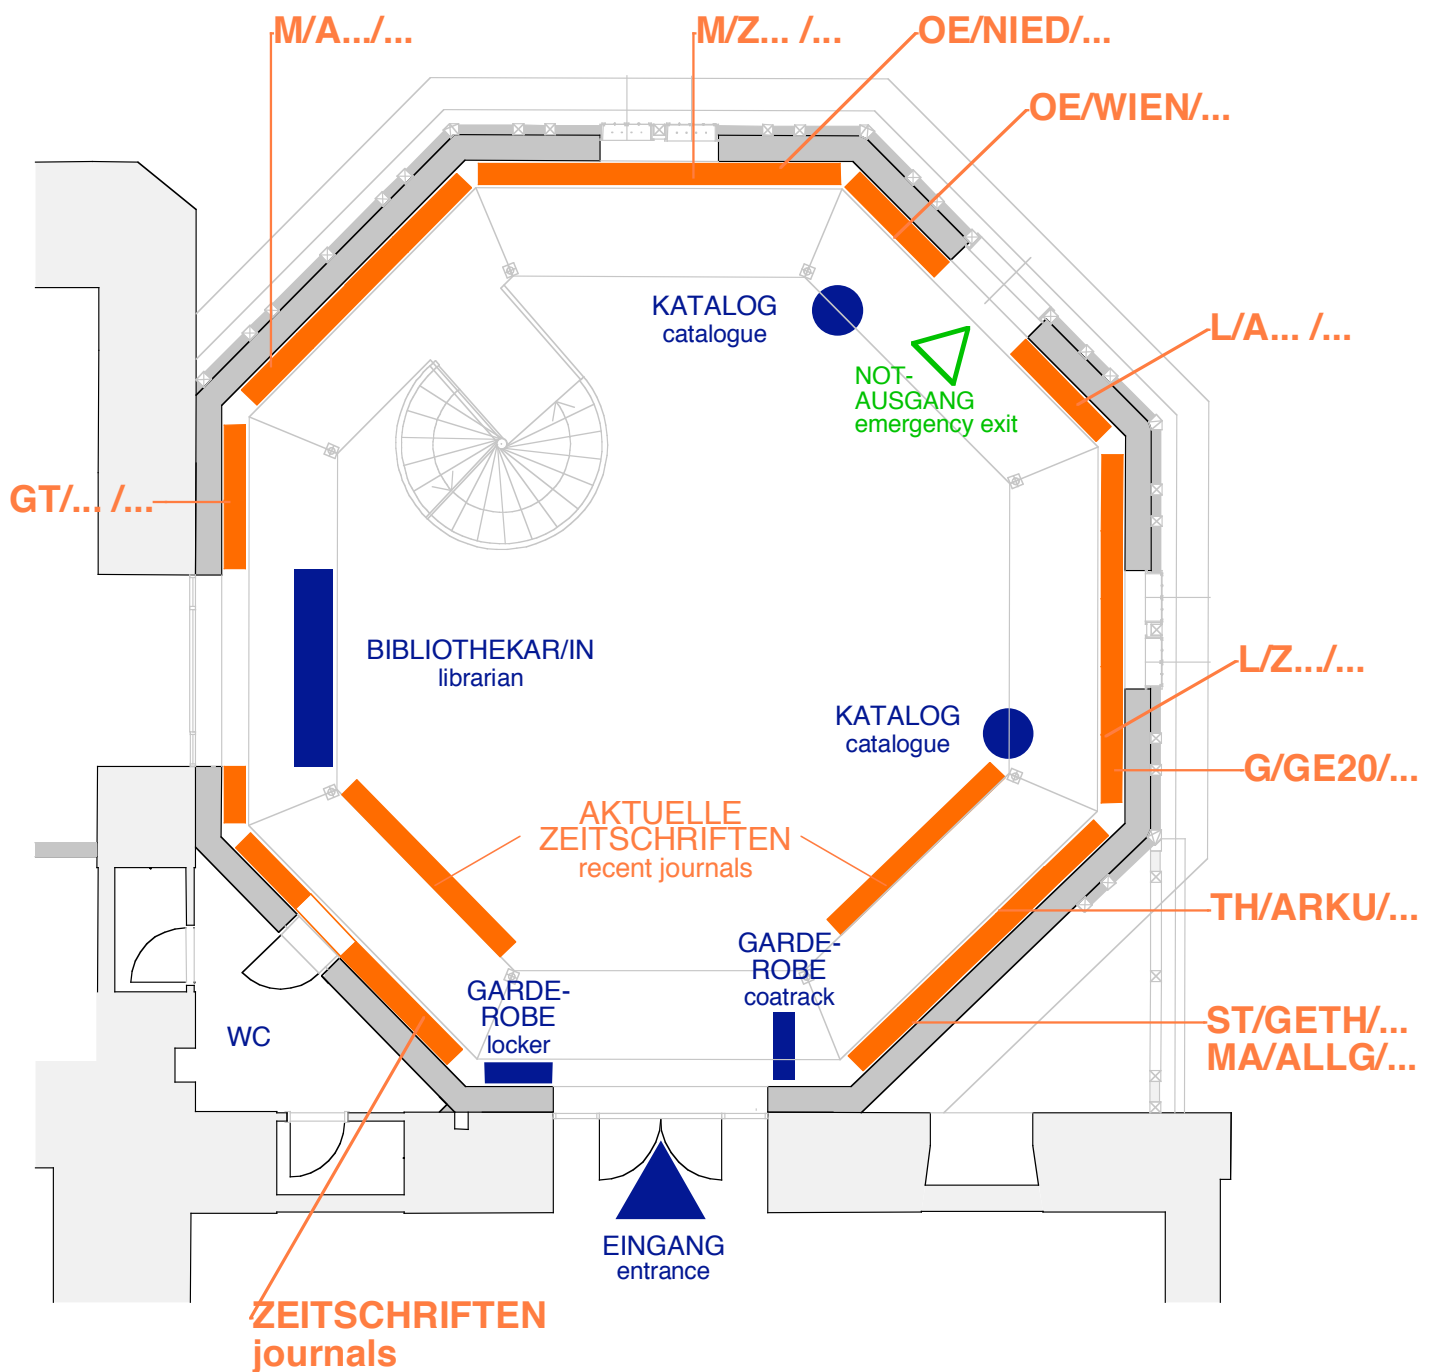 M/A.../...
M/Z... /...
OE/NIED/...
OE/WIEN/...
KATALOG
catalogue
L/A... /...
NOT-
AUSGANG
emergency exit
GT/... /...
BIBLIOTHEKAR/IN
librarian
L/Z.../...
KATALOG
catalogue
G/GE20/...
AKTUELLE
ZEITSCHRIFTEN
recent journals
TH/ARKU/...
GARDE-
ROBE
coatrack
GARDE-
ROBE
locker
WC
ST/GETH/...
MA/ALLG/...
EINGANG
entrance
ZEITSCHRIFTEN
journals